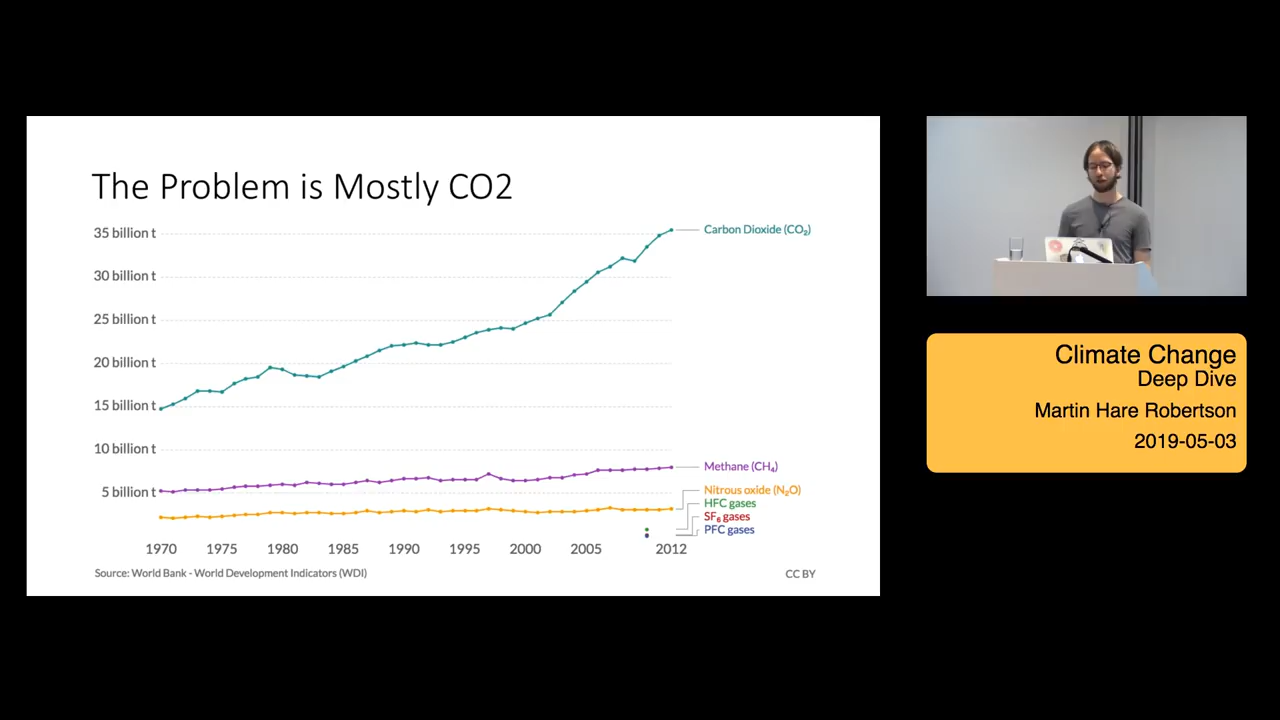 The Problem is Mostly CO2
35 billion t
30 billion t
25 billion t
20 billion t
15 billion t
10 billion t
5 billion t
Carbon Dioxide (CO₂)
Methane (CH₄)
Nitrous oxide (N₂O)
HFC gases
SF₆ gases
PFC gases
1970 1975 1980 1985 1990 1995 2000 2005 2012
Source: World Bank - World Development Indicators (WDI) CC BY
Climate Change
Deep Dive
Martin Hare Robertson
2019-05-03